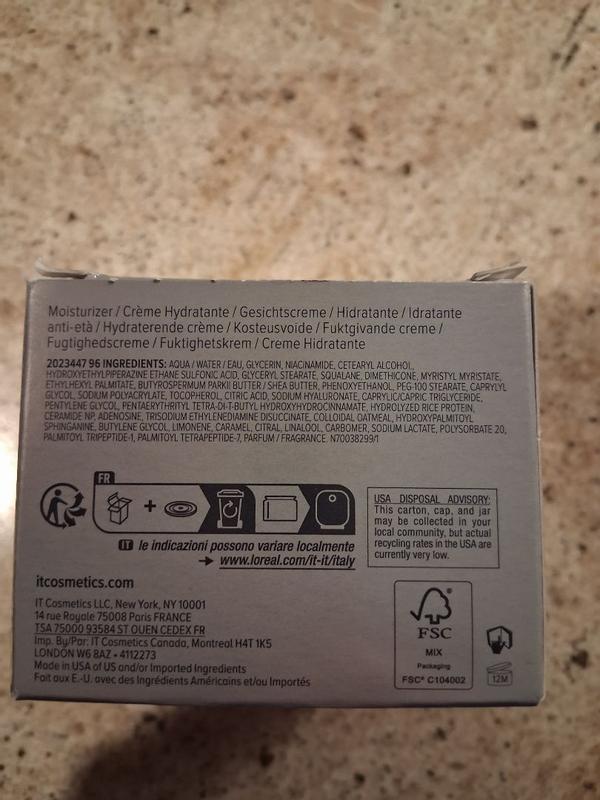 Moisturizer / Crème Hydratante / Gesichtscreme / Hidratante / Idratante
anti-età / Hydraterende crème / Kosteusvoide / Fuktgivande creme /
Fugtighedscreme / Fuktighetskrem / Creme Hidratante
2023447 96 INGREDIENTS: AQUA / WATER / EAU, GLYCERIN, NIACINAMIDE, CETEARYL ALCOHOL,
HYDROXYETHYLPIPERAZINE ETHANE SULFONIC ACID, GLYCERYL STEARATE, SQUALANE, DIMETHICONE, MYRISTYL MYRISTATE,
ETHYLHEXYL PALMITATE, BUTYROSPERMUM PARKII BUTTER / SHEA BUTTER, PHENOXYETHANOL, PEG-100 STEARATE, CAPRYLYL
GLYCOL, SODIUM POLYACRYLATE, TOCOPHEROL, CITRIC ACID, SODIUM HYALURONATE, CAPRYLIC/CAPRIC TRIGLYCERIDE,
PENTYLENE GLYCOL, PENTAERYTHRITYL TETRA-DI-T-BUTYL HYDROXYHYDROCINNAMATE, HYDROLYZED RICE PROTEIN,
CERAMIDE NP, ADENOSINE, TRISODIUM ETHYLENEDIAMINE DISUCCINATE, COLLOIDAL OATMEAL, HYDROXYPALMITOYL
SPHINGANINE, BUTYLENE GLYCOL, LIMONENE, CARAMEL, CITRAL, LINALOOL, CARBOMER, SODIUM LACTATE, POLYSORBATE 20,
PALMITOYL TRIPEPTIDE-1, PALMITOYL TETRAPEPTIDE-7, PARFUM / FRAGRANCE. N70038299/1
FR
+
IT le indicazioni possono variare localmente
→ www.loreal.com/it-it/italy
USA DISPOSAL ADVISORY:
This carton, cap, and jar
may be collected in your
local community, but actual
recycling rates in the USA are
currently very low.
itcosmetics.com
IT Cosmetics LLC, New York, NY 10001
14 rue Royale 75008 Paris FRANCE
TSA 75000 93584 ST OUEN CEDEX FR
Imp. By/Par: IT Cosmetics Canada, Montreal H4T 1K5
LONDON W6 8AZ • 4112273
Made in USA of US and/or Imported Ingredients
Fait aux É.-U. avec des Ingrédients Américains et/ou Importés
FSC
MIX
Packaging
FSC® C104002
12M